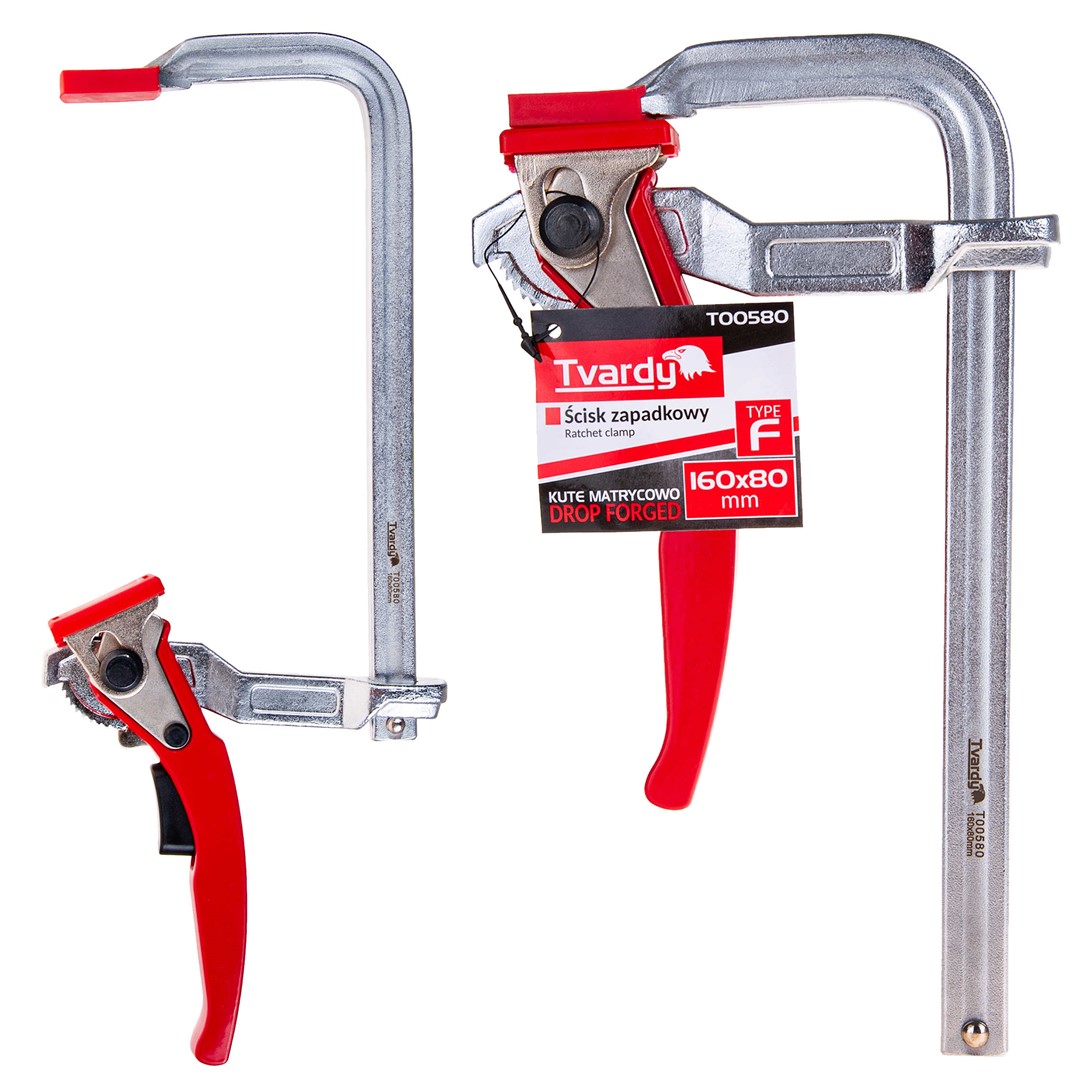 T00580
Tvardy
Ścisk zapadkowy
Ratchet clamp
TYPE
F
KUTE MATRYCOWO
DROP FORGED
160x80
mm
Tvardy
T00580
160x80mm
Tvardy
T00580
160x80mm